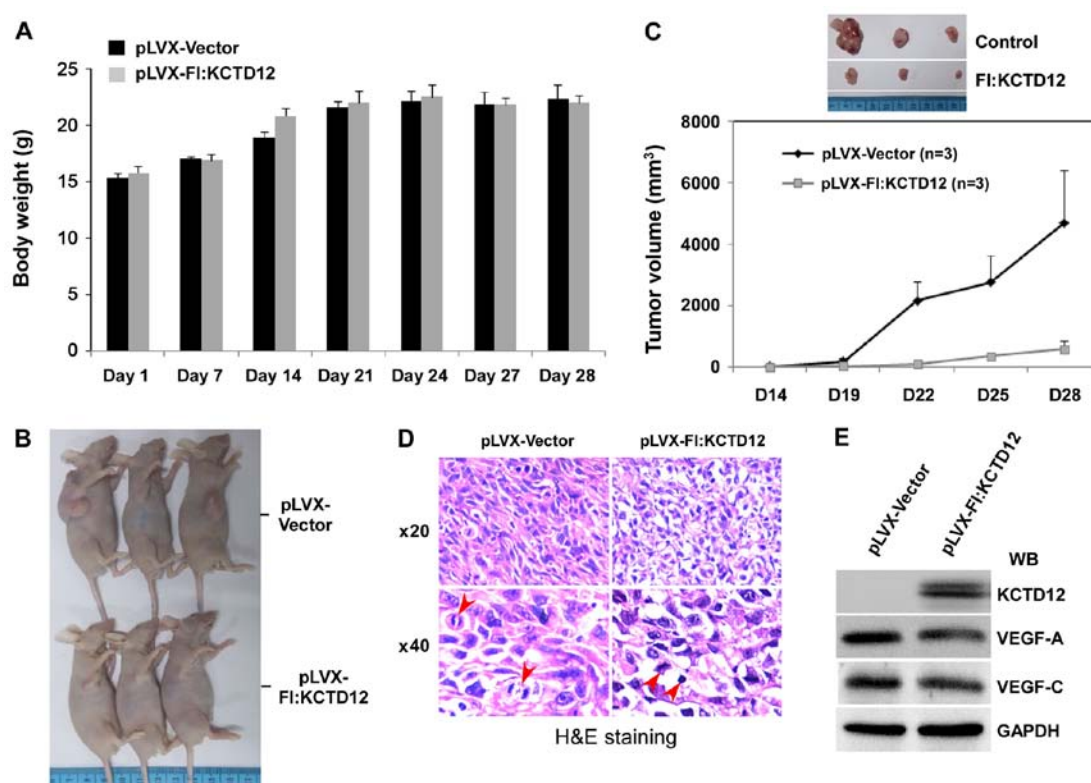 A
pLVX-Vector
pLVX-Fl:KCTD12
Body weight (g)
25
20
15
10
5
0
Day 1 Day 7 Day 14 Day 21 Day 24 Day 27 Day 28
B
pLVX-
Vector
pLVX-
Fl:KCTD12
C
Control
Fl:KCTD12
Tumor volume (mm³)
8000
6000
4000
2000
0
pLVX-Vector (n=3)
pLVX-Fl:KCTD12 (n=3)
D14 D19 D22 D25 D28
D
pLVX-Vector pLVX-Fl:KCTD12
x20
x40
H&E staining
E
pLVX-Vector
pLVX-Fl:KCTD12
WB
KCTD12
VEGF-A
VEGF-C
GAPDH